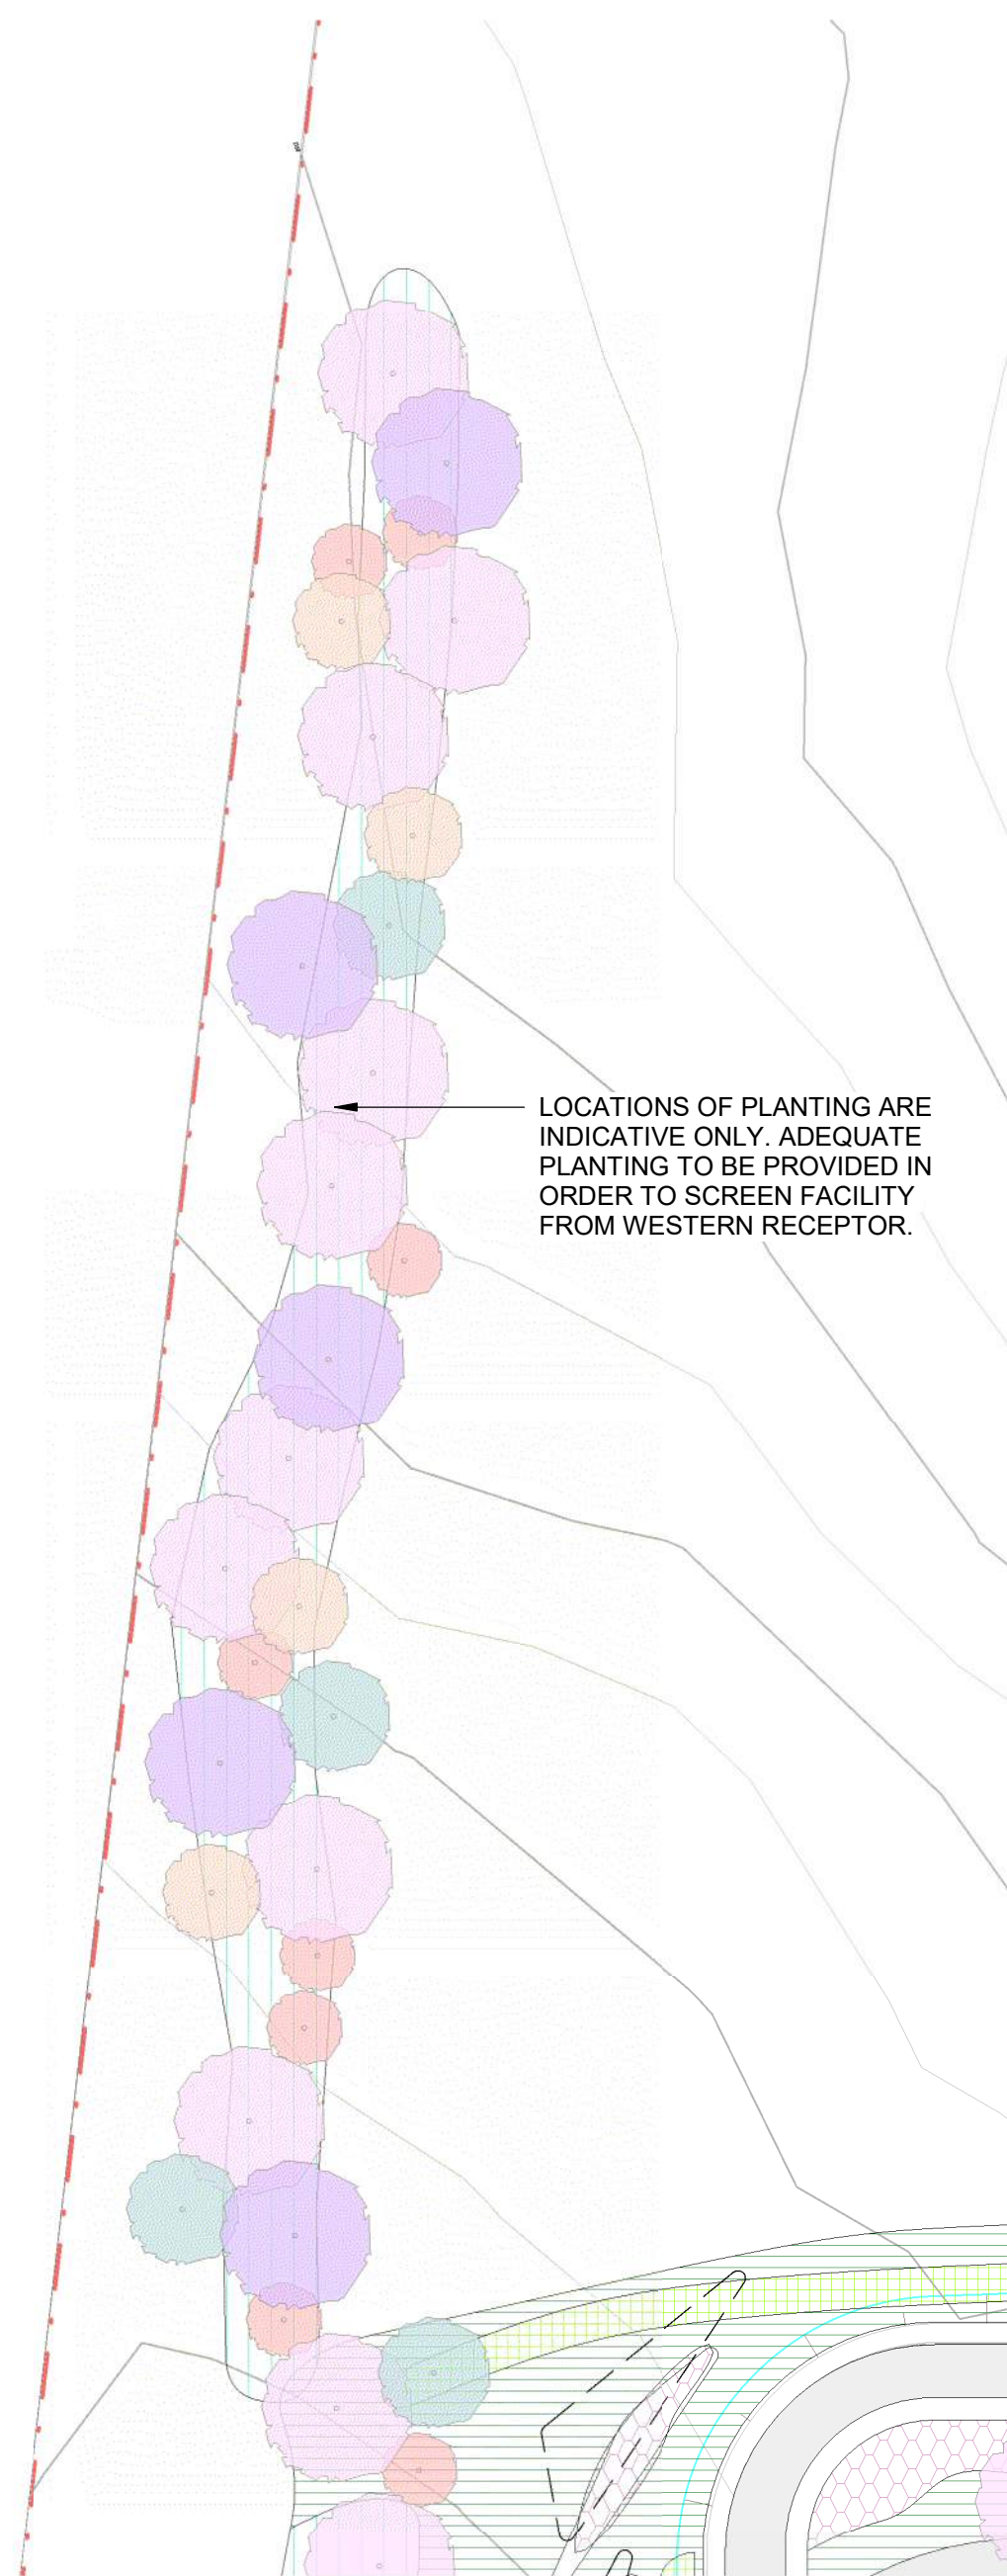 LOCATIONS OF PLANTING ARE
INDICATIVE ONLY. ADEQUATE
PLANTING TO BE PROVIDED IN
ORDER TO SCREEN FACILITY
FROM WESTERN RECEPTOR.